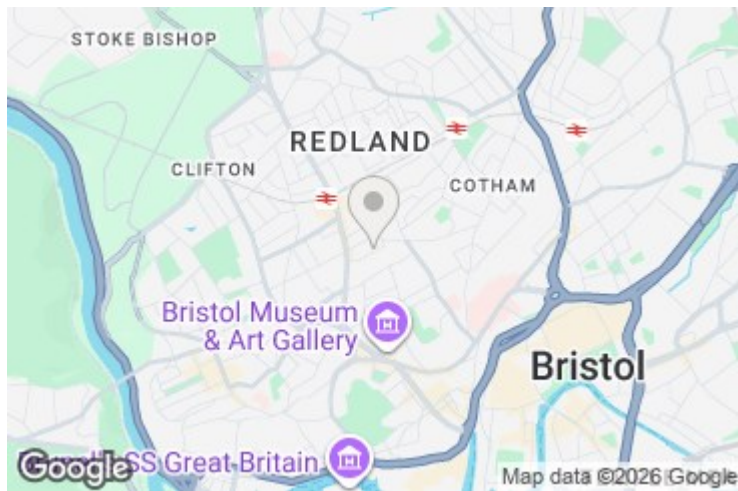 STOKE BISHOP
REDLAND
CLIFTON
COTHAM
Bristol Museum
& Art Gallery
Bristol
SS Great Britain
Google
Map data ©2026 Google